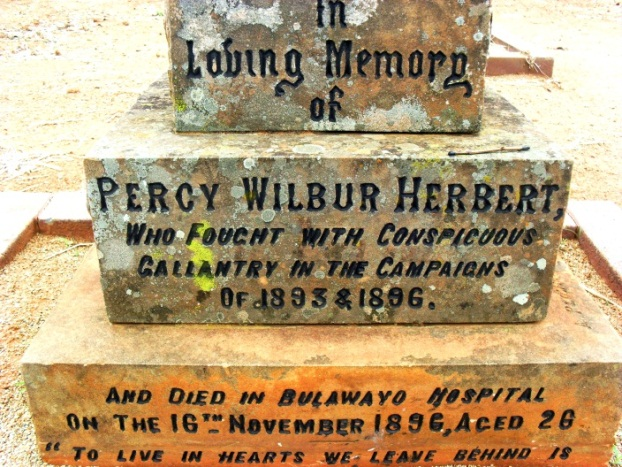 In
Loving Memory
of
PERCY WILBUR HERBERT,
WHO FOUGHT WITH CONSPICUOUS
GALLANTRY IN THE CAMPAIGNS
OF 1893 & 1896.
AND DIED IN BULAWAYO HOSPITAL
ON THE 16TH NOVEMBER 1896, AGED 26
"TO LIVE IN HEARTS WE LEAVE BEHIND IS